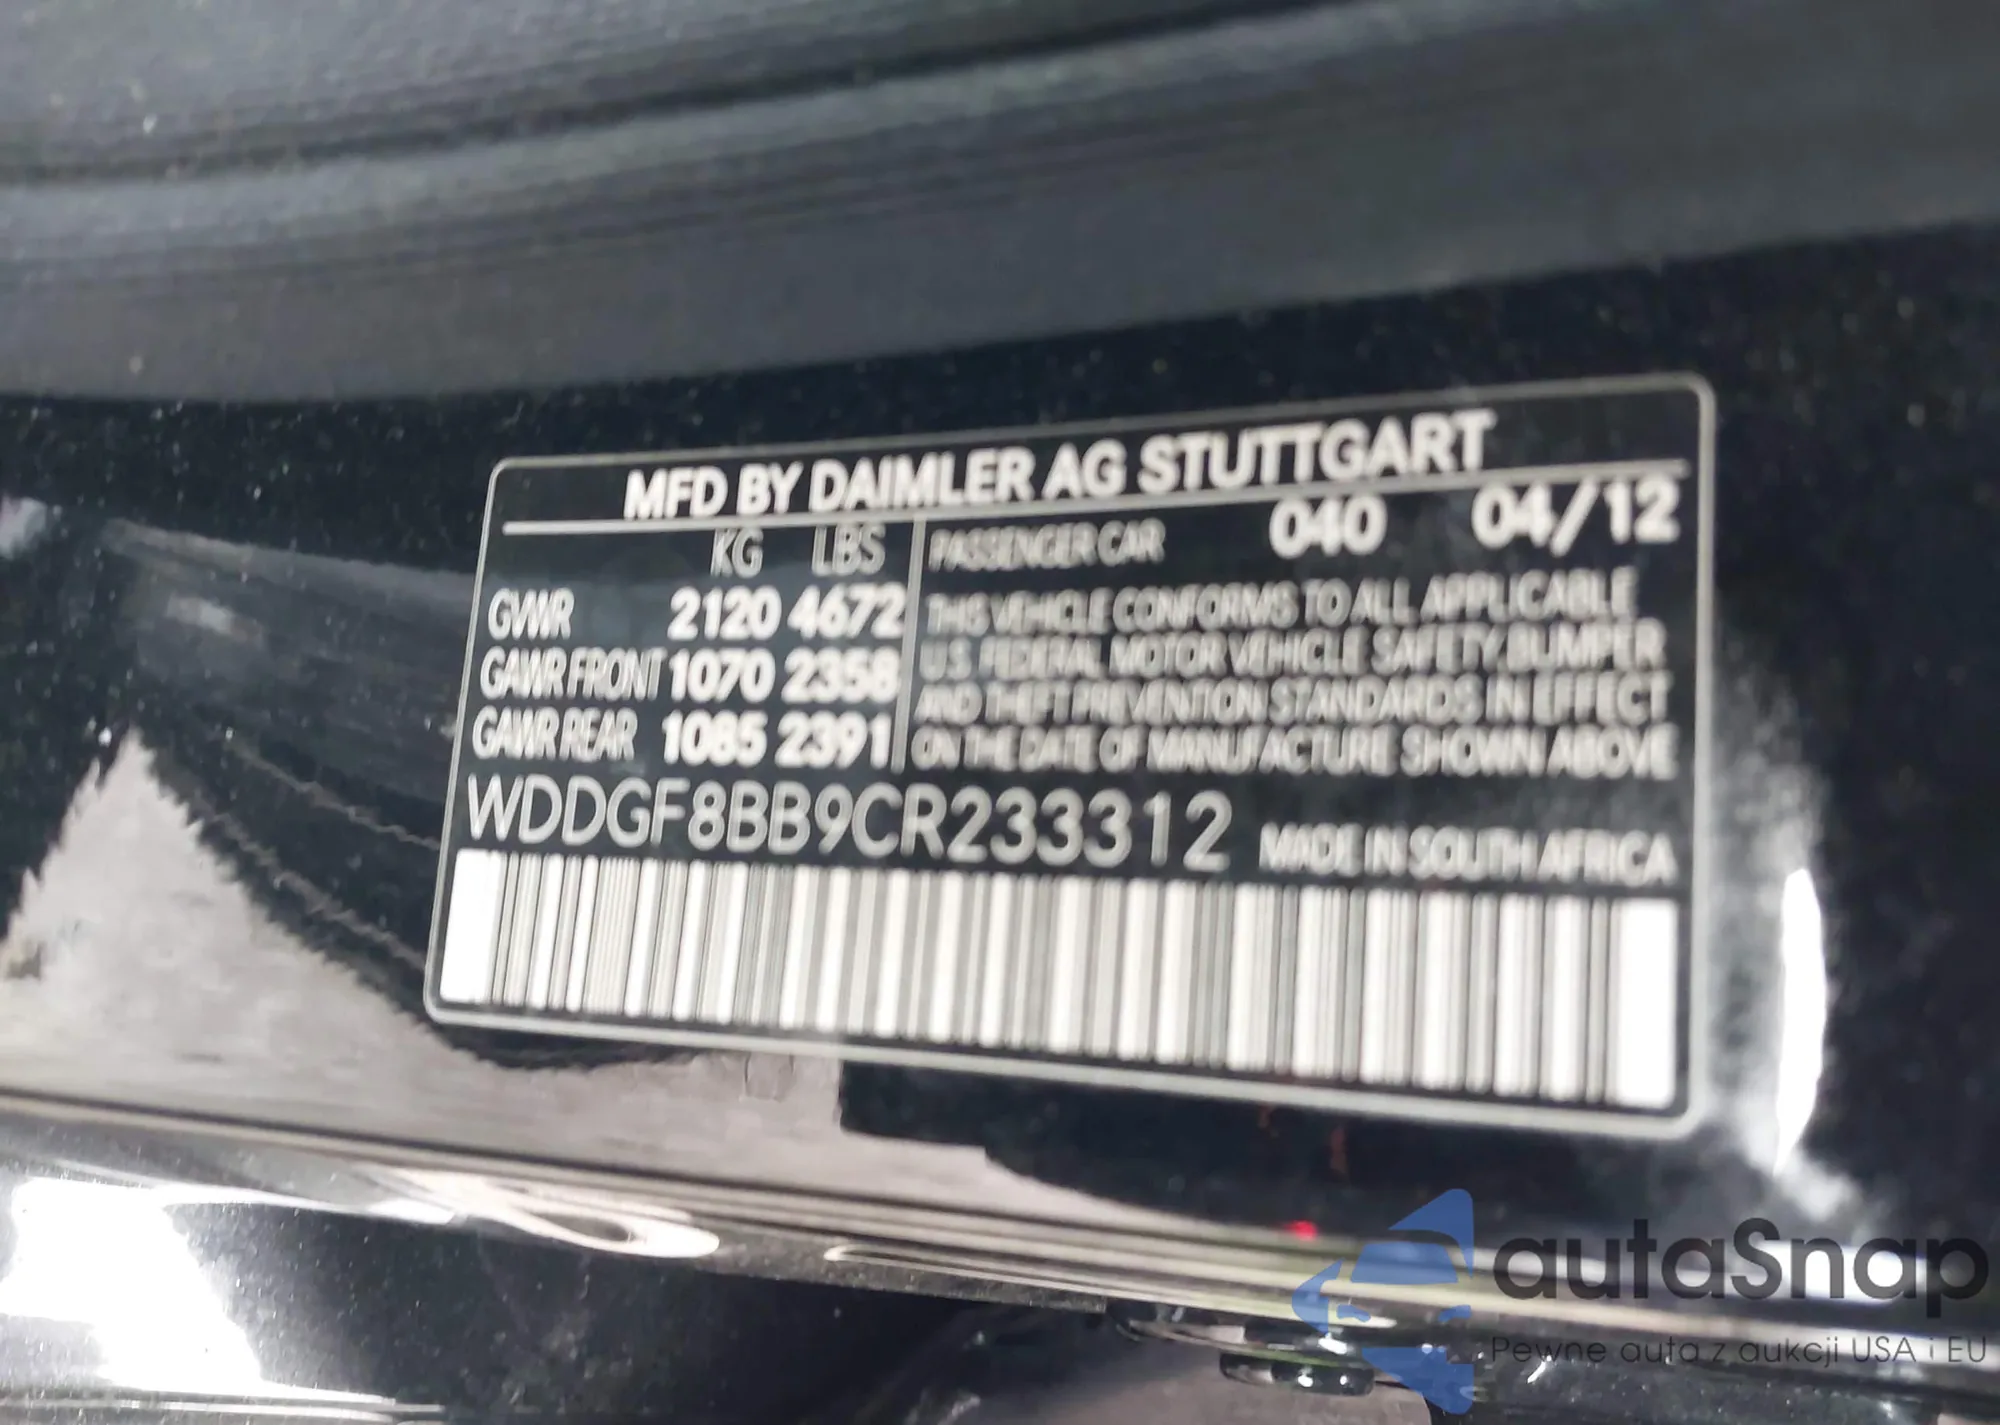 MFD BY DAIMLER AG STUTTGART
KG LBS
GVWR 2120 4672
GAWR FRONT 1070 2358
GAWR REAR 1085 2391
PASSENGER CAR 040 04/12
THIS VEHICLE CONFORMS TO ALL APPLICABLE
U.S. FEDERAL MOTOR VEHICLE SAFETY, BUMPER
AND THEFT PREVENTION STANDARDS IN EFFECT
ON THE DATE OF MANUFACTURE SHOWN ABOVE
WDDGF8BB9CR233312 MADE IN SOUTH AFRICA
autaSnap
Pewne auta z aukcji USA i EU